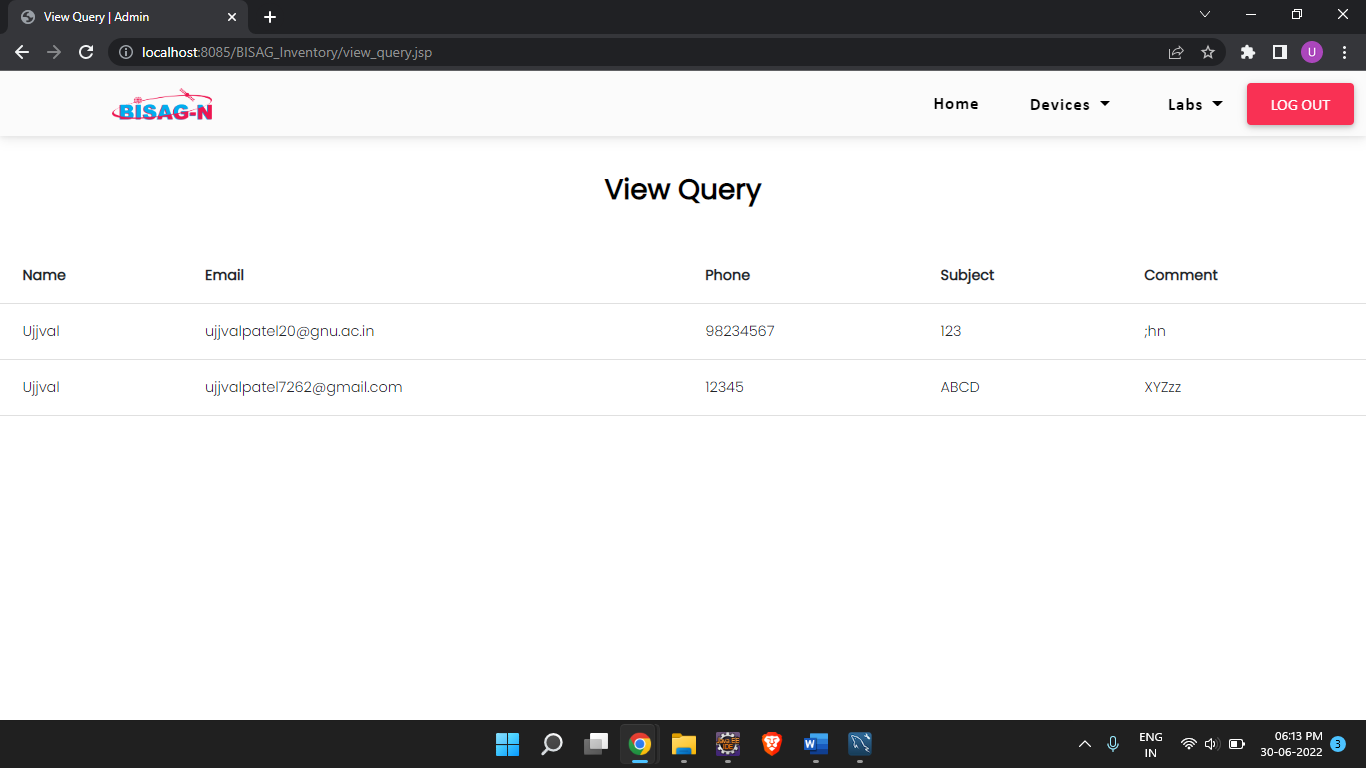 View Query | Admin
localhost:8085/BISAG_Inventory/view_query.jsp
U
BISAG-N
Home Devices Labs LOG OUT
View Query
Name Email Phone Subject Comment
Ujjval ujjvalpatel20@gnu.ac.in 98234567 123 ;hn
Ujjval ujjvalpatel7262@gmail.com 12345 ABCD XYZzz
W
ENG
IN
06:13 PM
30-06-2022
3